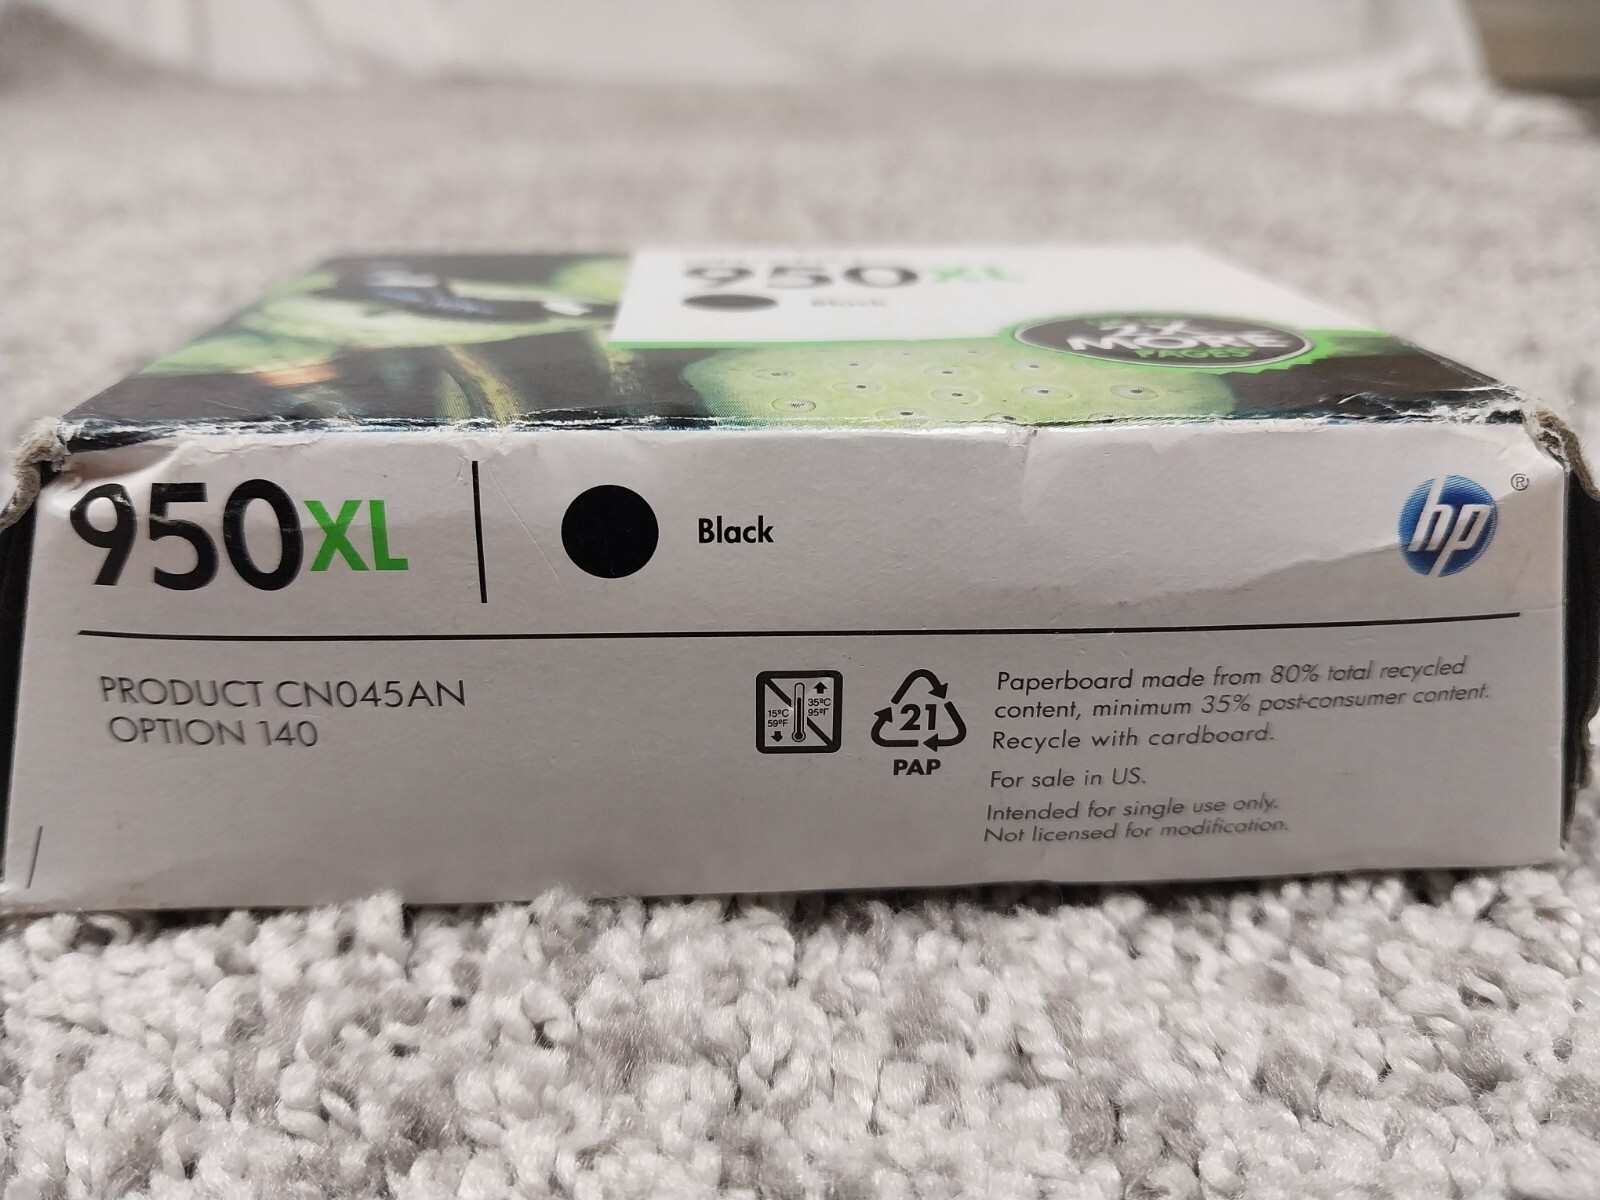 950XL
Black
2X
MORE
PAGES*
950XL
Black
hp®
PRODUCT CN045AN
OPTION 140
15°C
59°F
35°C
95°F
21
PAP
Paperboard made from 80% total recycled
content, minimum 35% post-consumer content.
Recycle with cardboard.
For sale in US.
Intended for single use only.
Not licensed for modification.